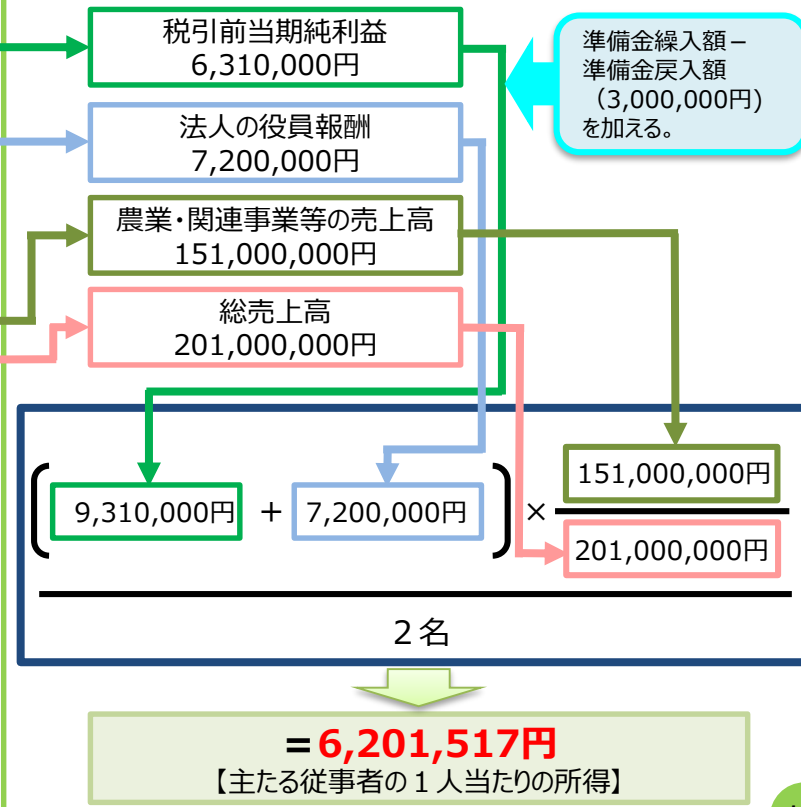 税引前当期純利益
6,310,000円
準備金繰入額－
準備金戻入額
（3,000,000円）
を加える。
法人の役員報酬
7,200,000円
農業・関連事業等の売上高
151,000,000円
総売上高
201,000,000円
9,310,000円 + 7,200,000円 × 151,000,000円
201,000,000円
２名
＝6,201,517円
【主たる従事者の１人当たりの所得】